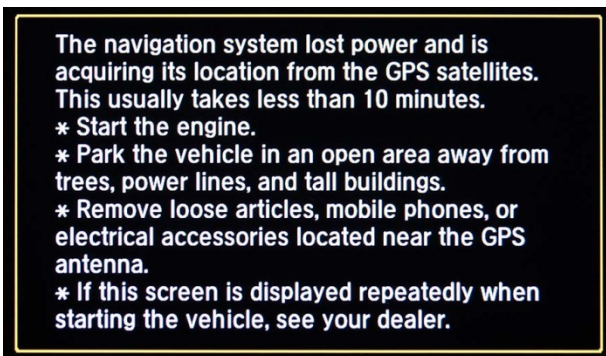 The navigation system lost power and is
acquiring its location from the GPS satellites.
This usually takes less than 10 minutes.
* Start the engine.
* Park the vehicle in an open area away from
trees, power lines, and tall buildings.
* Remove loose articles, mobile phones, or
electrical accessories located near the GPS
antenna.
* If this screen is displayed repeatedly when
starting the vehicle, see your dealer.